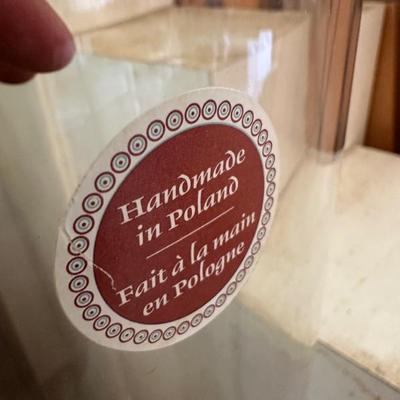 Handmade
in Poland
Fait à la main
en Pologne